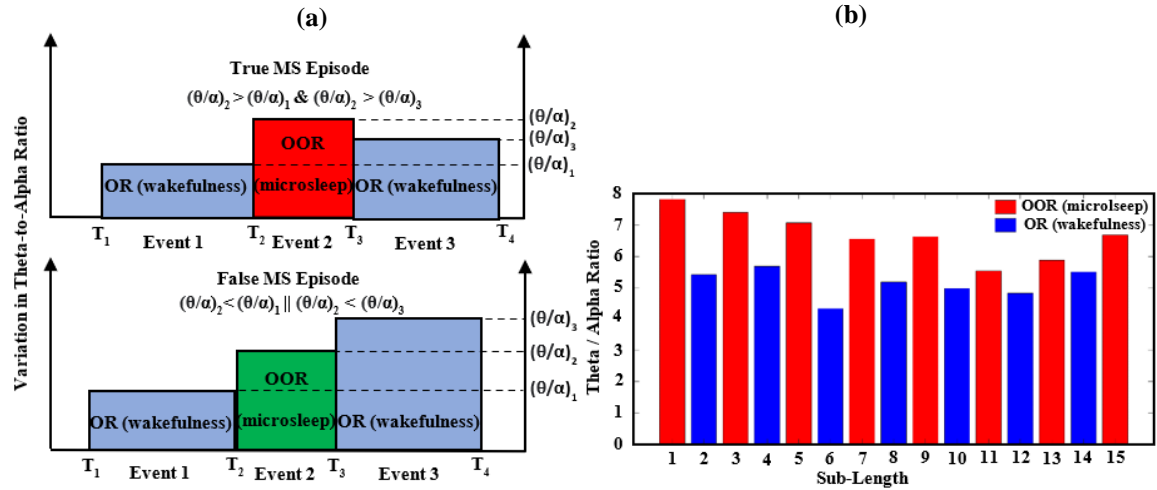 (a)
Variation in Theta-to-Alpha Ratio
True MS Episode
(θ/α)₂ > (θ/α)₁ & (θ/α)₂ > (θ/α)₃
(θ/α)₂
(θ/α)₃
(θ/α)₁
OOR
OR (wakefulness)
(microsleep)
OR (wakefulness)
T₁
Event 1
T₂
Event 2
T₃
Event 3
T₄
False MS Episode
(θ/α)₂ < (θ/α)₁ || (θ/α)₂ < (θ/α)₃
(θ/α)₃
(θ/α)₂
(θ/α)₁
OOR
OR (wakefulness)
(microsleep)
OR (wakefulness)
T₁
Event 1
T₂
Event 2
T₃
Event 3
T₄
(b)
OOR (microlseep)
OR (wakefulness)
Theta / Alpha Ratio
8
7
6
5
4
3
2
1
0
1 2 3 4 5 6 7 8 9 10 11 12 13 14 15
Sub-Length